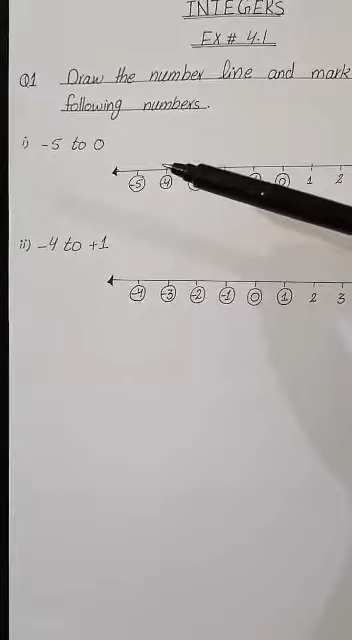 INTEGERS
EX # 4.1
Q1 Draw the number line and mark
following numbers.
i) -5 to 0
-5 -4 0 1 2
ii) -4 to +1
-4 -3 -2 -1 0 1 2 3